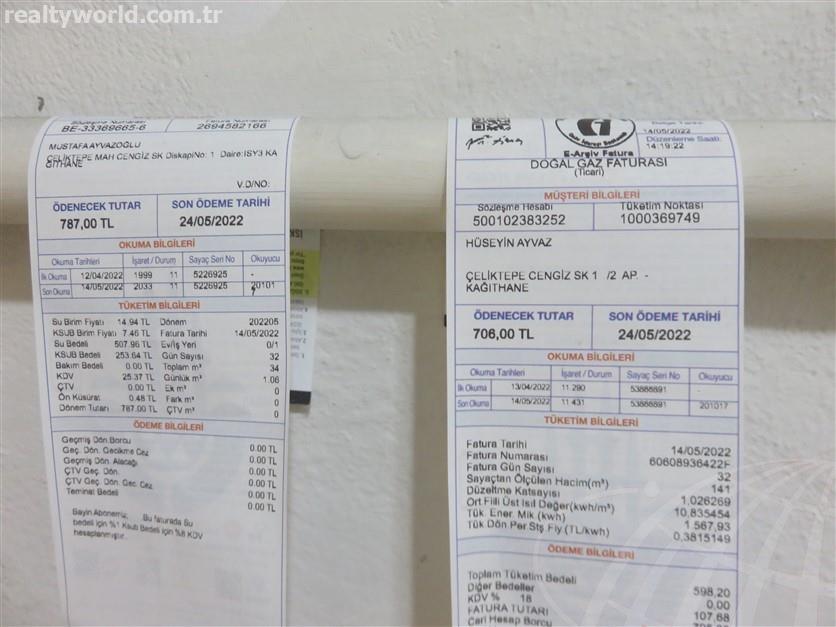 realtyworld.com.tr
Sözleşme Numarası Fatura Numarası
BE-33369665-6 2694582166
MUSTAFA AYVAZOĞLU
ÇELİKTEPE MAH CENGİZ SK DiskapiNo: 1 Daire:ISY3 KA
GITHANE
V.D/NO:
ÖDENECEK TUTAR SON ÖDEME TARİHİ
787,00 TL 24/05/2022
OKUMA BİLGİLERİ
Okuma Tarihleri İşaret / Durum Sayaç Seri No Okuyucu
İlk Okuma 12/04/2022 1999 11 5226925 -
Son Okuma 14/05/2022 2033 11 5226925 20101
7
TÜKETİM BİLGİLERİ
Su Birim Fiyatı 14.94 TL Dönem 202205
KSUB Birim Fiyatı 7.46 TL Fatura Tarihi 14/05/2022
Su Bedeli 507.96 TL Ev/İş Yeri 0/1
KSUB Bedeli 253.64 TL Gün Sayısı 32
Bakım Bedeli 0.00 TL Toplam m³ 34
KDV 25.37 TL Günlük m³ 1.06
ÇTV 0.00 TL Ek m³ 0
Ön Küsürat 0.48 TL Fark m³ 0
Dönem Tutarı 787.00 TL ÇTV m³ 0
ÖDEME BİLGİLERİ
Geçmiş Dön.Borcu 0.00 TL
Geç. Dön. Gecikme Cez 0.00 TL
Geçmiş Dön. Alacağı 0.00 TL
ÇTV Geç. Dön. 0.00 TL
ÇTV Geç. Dön. Gec. Cez 0.00 TL
Teminat Bedeli 0.00 TL
Sayin Abonemiz, Bu faturada Su
bedeli için %1 Ksub Bedeli için %8 KDV
hesaplanmıştır.
Belge Tarihi
14/05/2022
Düzenleme Saati:
14:19:22
E-Arşiv Fatura
DOĞAL GAZ FATURASI
(Ticari)
MÜŞTERİ BİLGİLERİ
Sözleşme Hesabı Tüketim Noktası
500102383252 1000369749
HÜSEYİN AYVAZ
ÇELİKTEPE CENGİZ SK 1 /2 AP. -
KAĞITHANE
ÖDENECEK TUTAR SON ÖDEME TARİHİ
706,00 TL 24/05/2022
OKUMA BİLGİLERİ
Okuma Tarihleri İşaret / Durum Sayaç Seri No Okuyucu
İlk Okuma 13/04/2022 11 290 53888891 -
Son Okuma 14/05/2022 11 431 53888891 201017
TÜKETİM BİLGİLERİ
Fatura Tarihi 14/05/2022
Fatura Numarası 60608936422F
Fatura Gün Sayısı 32
Sayaçtan Ölçülen Hacim(m³) 141
Düzeltme Katsayısı 1,026269
Ort.Fiili Üst Isıl Değer(kwh/m³) 10,835454
Tük. Ener. Mik (kwh) 1.567,93
Tük Dön Per Stş Fiy (TL/kwh) 0,3815149
ÖDEME BİLGİLERİ
Toplam Tüketim Bedeli 598,20
Diğer Bedeller 0,00
KDV % 18 107,68
FATURA TUTARI
Cari Hesap Borcu